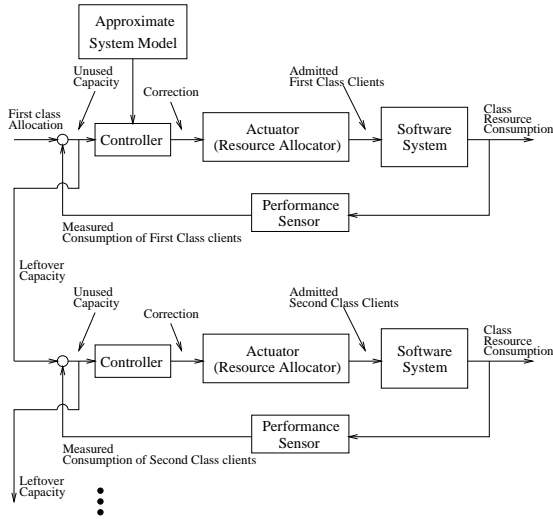 Approximate
System Model
Unused
Capacity
Correction
Admitted
First Class Clients
Class
Resource
Consumption
First class
Allocation
Controller
Actuator
(Resource Allocator)
Software
System
Performance
Sensor
Measured
Consumption of First Class clients
Leftover
Capacity
Unused
Capacity
Correction
Admitted
Second Class Clients
Class
Resource
Consumption
Controller
Actuator
(Resource Allocator)
Software
System
Performance
Sensor
Measured
Consumption of Second Class clients
Leftover
Capacity